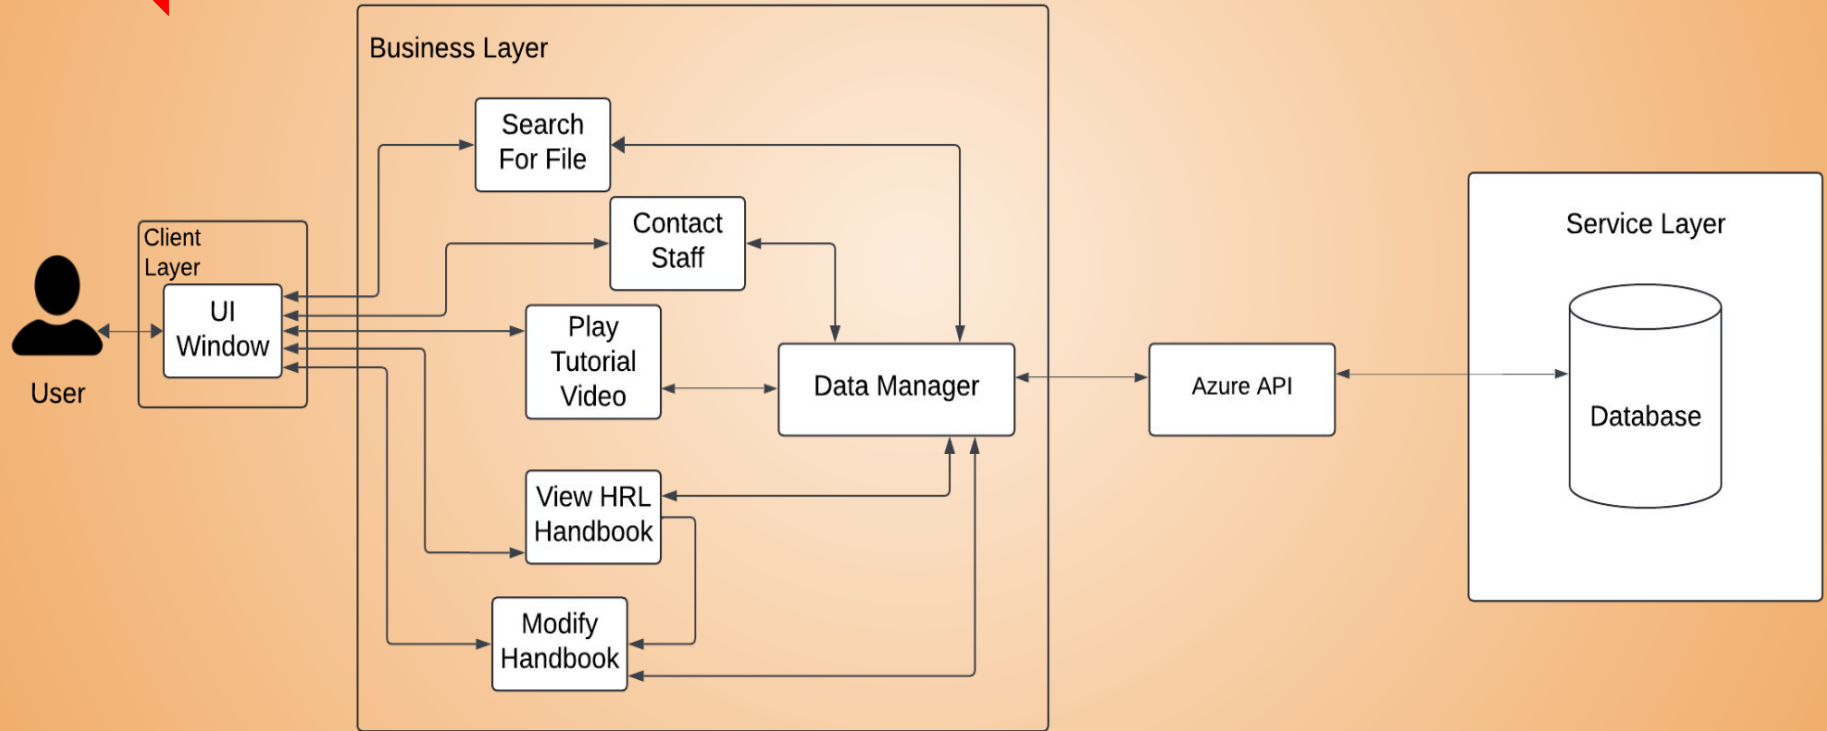 Business Layer
Search
For File
Contact
Staff
Client
Layer
UI
Window
User
Play
Tutorial
Video
Data Manager
Azure API
Service Layer
Database
View HRL
Handbook
Modify
Handbook